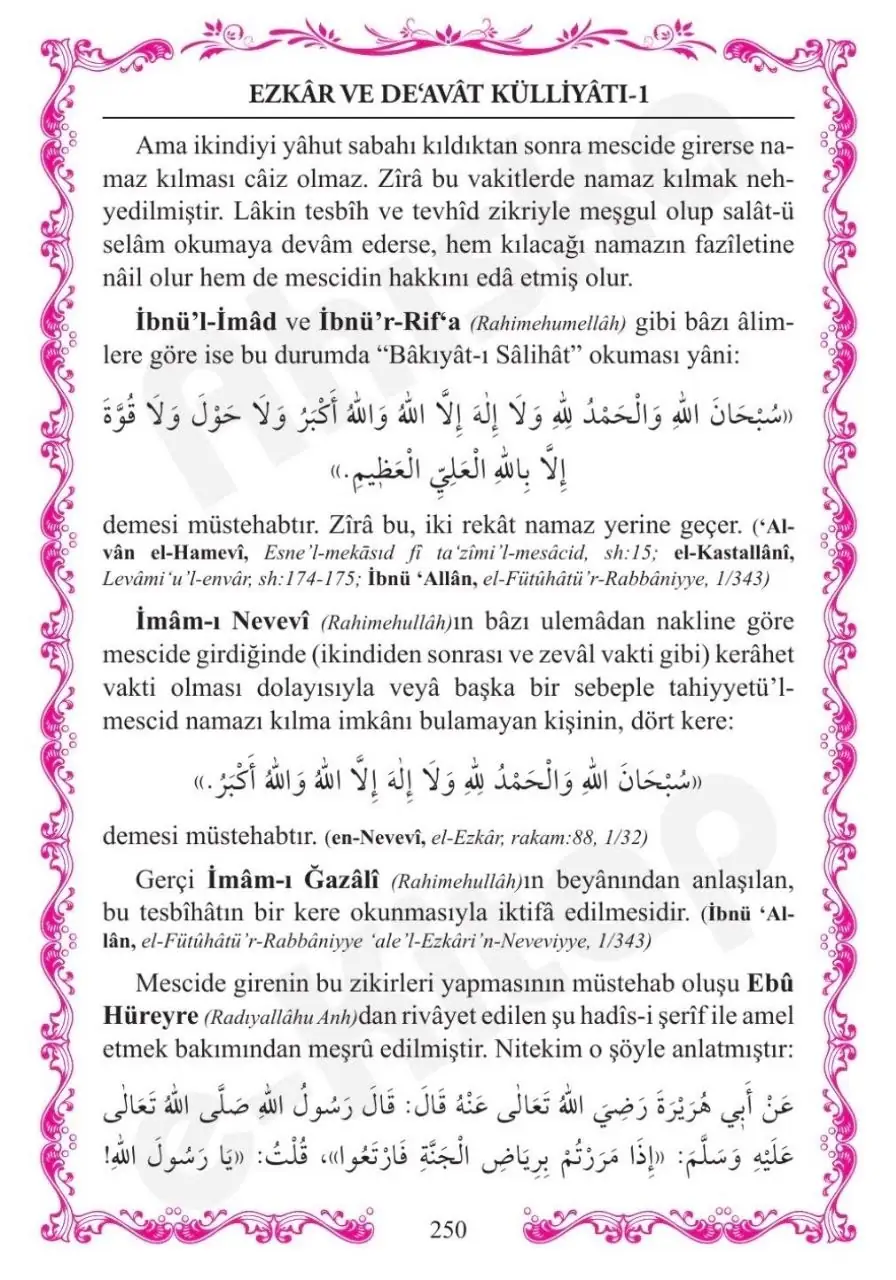 EZKÂR VE DE‘AVÂT KÜLLİYÂTI-1
Ama ikindiyi yâhut sabahı kıldıktan sonra mescide girerse na-
maz kılması câiz olmaz. Zîrâ bu vakitlerde namaz kılmak neh-
yedilmiştir. Lâkin tesbîh ve tevhîd zikriyle meşgul olup salât-ü
selâm okumaya devâm ederse, hem kılacağı namazın fazîletine
nâil olur hem de mescidin hakkını edâ etmiş olur.
İbnü’l-İmâd ve İbnü’r-Rif‘a (Rahimehumellâh) gibi bâzı âlim-
lere göre ise bu durumda “Bâkıyât-ı Sâlihât” okuması yâni:
«سُبْحَانَ اللهِ وَالْحَمْدُ لِلهِ وَلَا إِلٰهَ إِلَّا اللهُ وَاللهُ أَكْبَرُ وَلَا حَوْلَ وَلَا قُوَّةَ
إِلَّا بِاللهِ الْعَلِيِّ الْعَظِيمِ.»
demesi müstehabtır. Zîrâ bu, iki rekât namaz yerine geçer. (‘Al-
vân el-Hamevî, Esne’l-mekāsıd fî ta‘zîmi’l-mesâcid, sh:15; el-Kastallânî,
Levâmi‘u’l-envâr, sh:174-175; İbnü ‘Allân, el-Fütûhâtü’r-Rabbâniyye, 1/343)
İmâm-ı Nevevî (Rahimehullâh)ın bâzı ulemâdan nakline göre
mescide girdiğinde (ikindiden sonrası ve zevâl vakti gibi) kerâhet
vakti olması dolayısıyla veyâ başka bir sebeple tahiyyetü’l-
mescid namazı kılma imkânı bulamayan kişinin, dört kere:
«سُبْحَانَ اللهِ وَالْحَمْدُ لِلهِ وَلَا إِلٰهَ إِلَّا اللهُ وَاللهُ أَكْبَرُ.»
demesi müstehabtır. (en-Nevevî, el-Ezkâr, rakam:88, 1/32)
Gerçi İmâm-ı Ğazâlî (Rahimehullâh)ın beyânından anlaşılan,
bu tesbîhâtın bir kere okunmasıyla iktifâ edilmesidir. (İbnü ‘Al-
lân, el-Fütûhâtü’r-Rabbâniyye ‘ale’l-Ezkâri’n-Neveviyye, 1/343)
Mescide girenin bu zikirleri yapmasının müstehab oluşu Ebû
Hüreyre (Radıyallâhu Anh)dan rivâyet edilen şu hadîs-i şerîf ile amel
etmek bakımından meşrû edilmiştir. Nitekim o şöyle anlatmıştır:
عَنْ أَبِي هُرَيْرَةَ رَضِيَ اللهُ تَعَالٰى عَنْهُ قَالَ: قَالَ رَسُولُ اللهِ صَلَّى اللهُ تَعَالٰى
عَلَيْهِ وَسَلَّمَ: «إِذَا مَرَرْتُمْ بِرِيَاضِ الْجَنَّةِ فَارْتَعُوا»، قُلْتُ: «يَا رَسُولَ اللهِ!
250
Ahıska
e-kitap